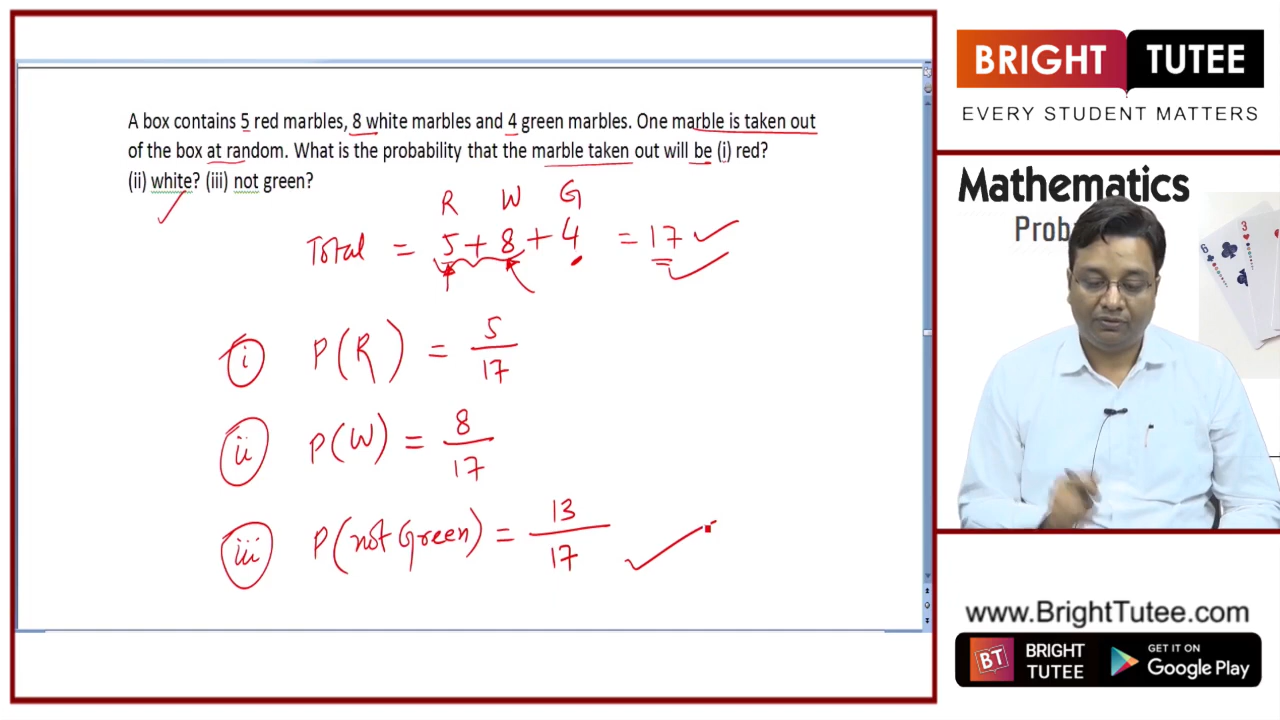 A box contains 5 red marbles, 8 white marbles and 4 green marbles. One marble is taken out
of the box at random. What is the probability that the marble taken out will be (i) red?
(ii) white? (iii) not green?
R W G
Total = 5 + 8 + 4 = 17
(i) P(R) = 5/17
(ii) P(W) = 8/17
(iii) P(not Green) = 13/17
BRIGHT TUTEE
EVERY STUDENT MATTERS
Mathematics
6 3
www.BrightTutee.com
BT BRIGHT TUTEE
GET IT ON
Google Play